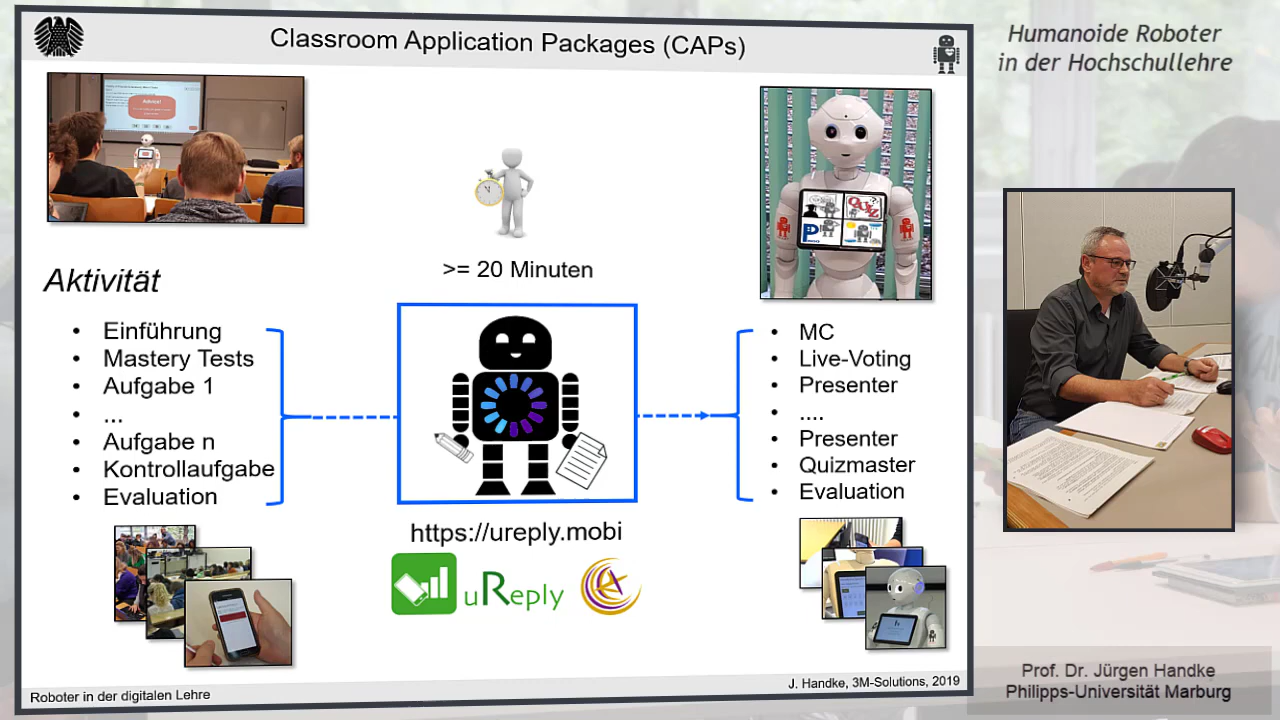 Classroom Application Packages (CAPs)
Humanoide Roboter
in der Hochschullehre
Advice!
QUIZ
>= 20 Minuten
Aktivität
• Einführung
• Mastery Tests
• Aufgabe 1
• ...
• Aufgabe n
• Kontrollaufgabe
• Evaluation
• MC
• Live-Voting
• Presenter
• ....
• Presenter
• Quizmaster
• Evaluation
https://ureply.mobi
uReply
Roboter in der digitalen Lehre
J. Handke, 3M-Solutions, 2019
Prof. Dr. Jürgen Handke
Philipps-Universität Marburg